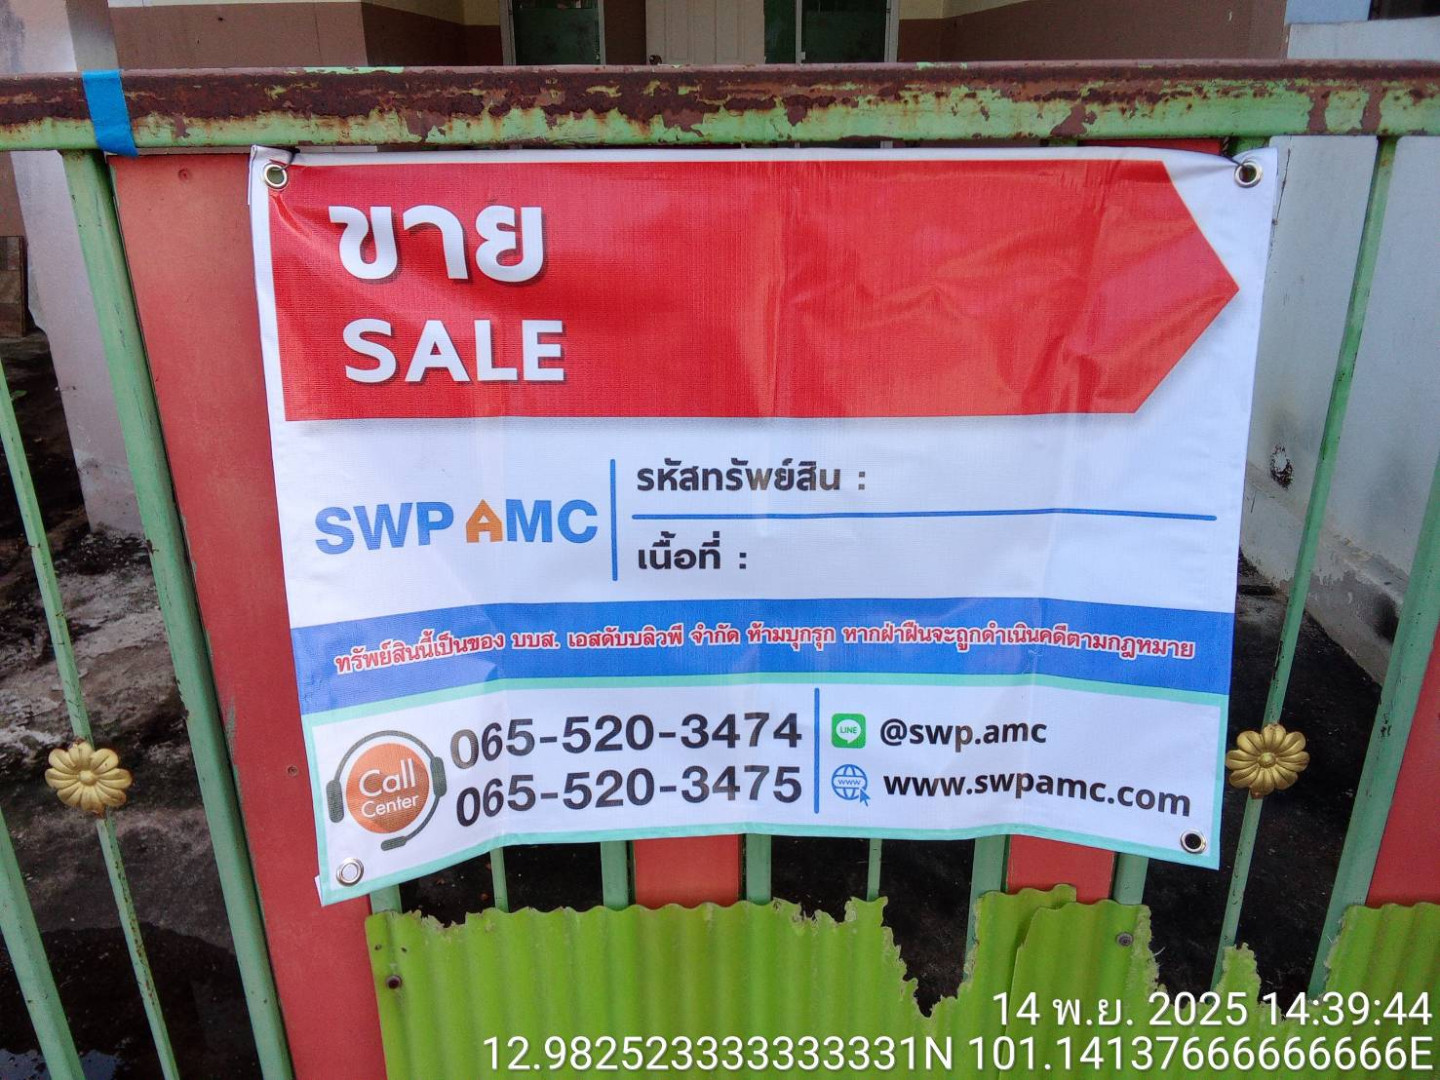 ขาย
SALE
SWP AMC
รหัสทรัพย์สิน :
เนื้อที่ :
ทรัพย์สินนี้เป็นของ บบส. เอสดับบลิวพี จำกัด ห้ามบุกรุก หากฝ่าฝืนจะถูกดำเนินคดีตามกฎหมาย
Call
Center
065-520-3474
065-520-3475
LINE
@swp.amc
www
www.swpamc.com
14 พ.ย. 2025 14:39:44
12.982523333333331N 101.14137666666666E